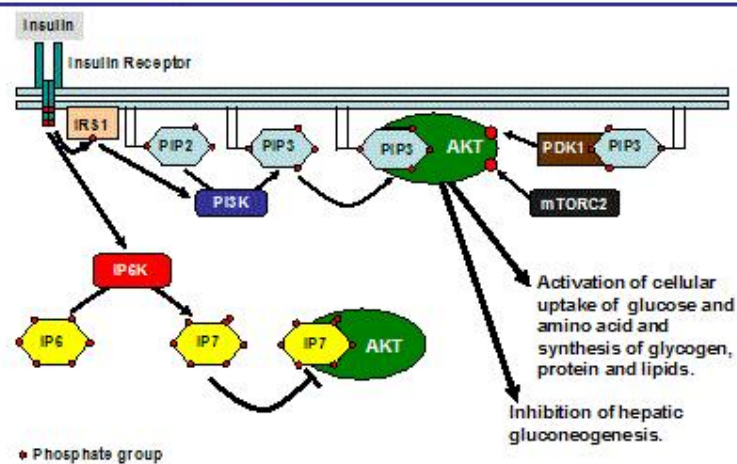 Insulin
Insulin Receptor
IRS1
PIP2
PIP3
PIP3
AKT
PDK1
PIP3
PI3K
mTORC2
IP6K
IP6
IP7
IP7
AKT
Activation of cellular
uptake of glucose and
amino acid and
synthesis of glycogen,
protein and lipids.
Inhibition of hepatic
gluconeogenesis.
Phosphate group